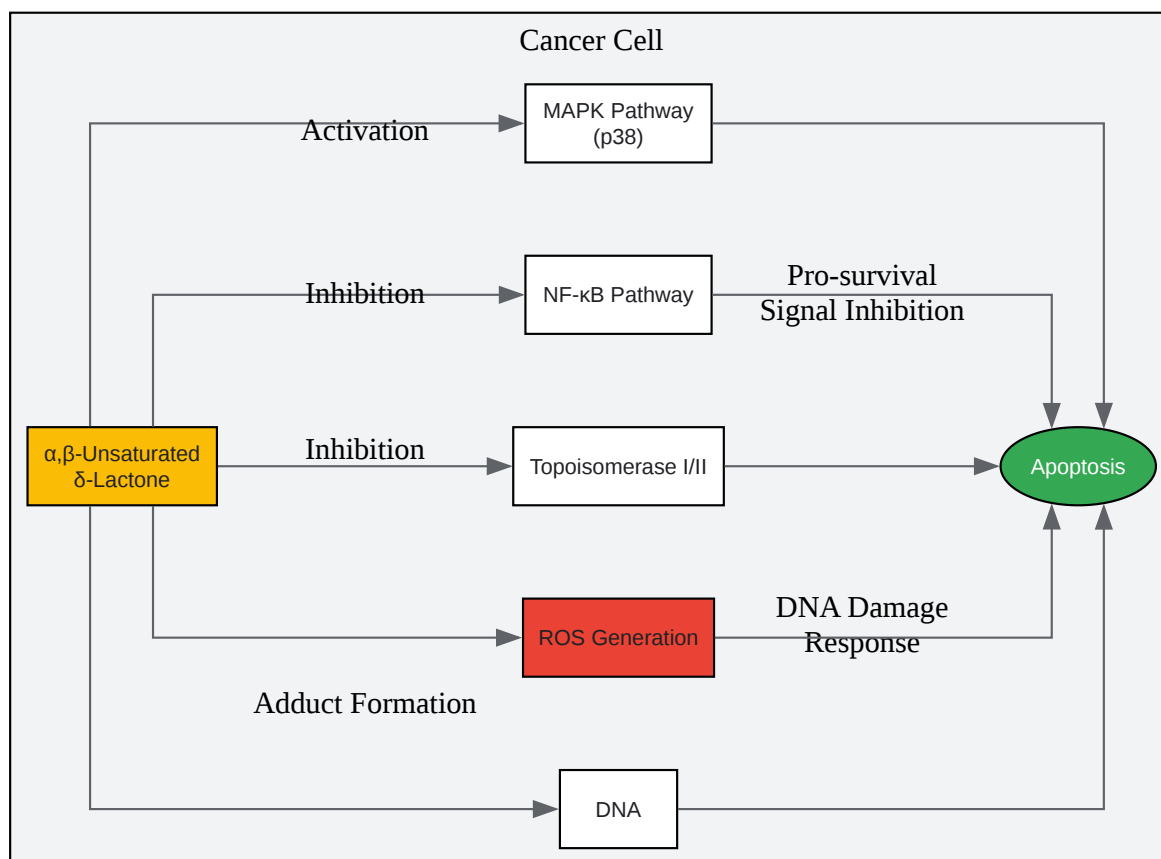 Cancer Cell
MAPK Pathway
(p38)
Activation
Pro-survival
Signal Inhibition
Inhibition
NF-κB Pathway
Inhibition
α,β-Unsaturated
δ-Lactone
Topoisomerase I/II
Apoptosis
ROS Generation
DNA Damage
Response
Adduct Formation
DNA